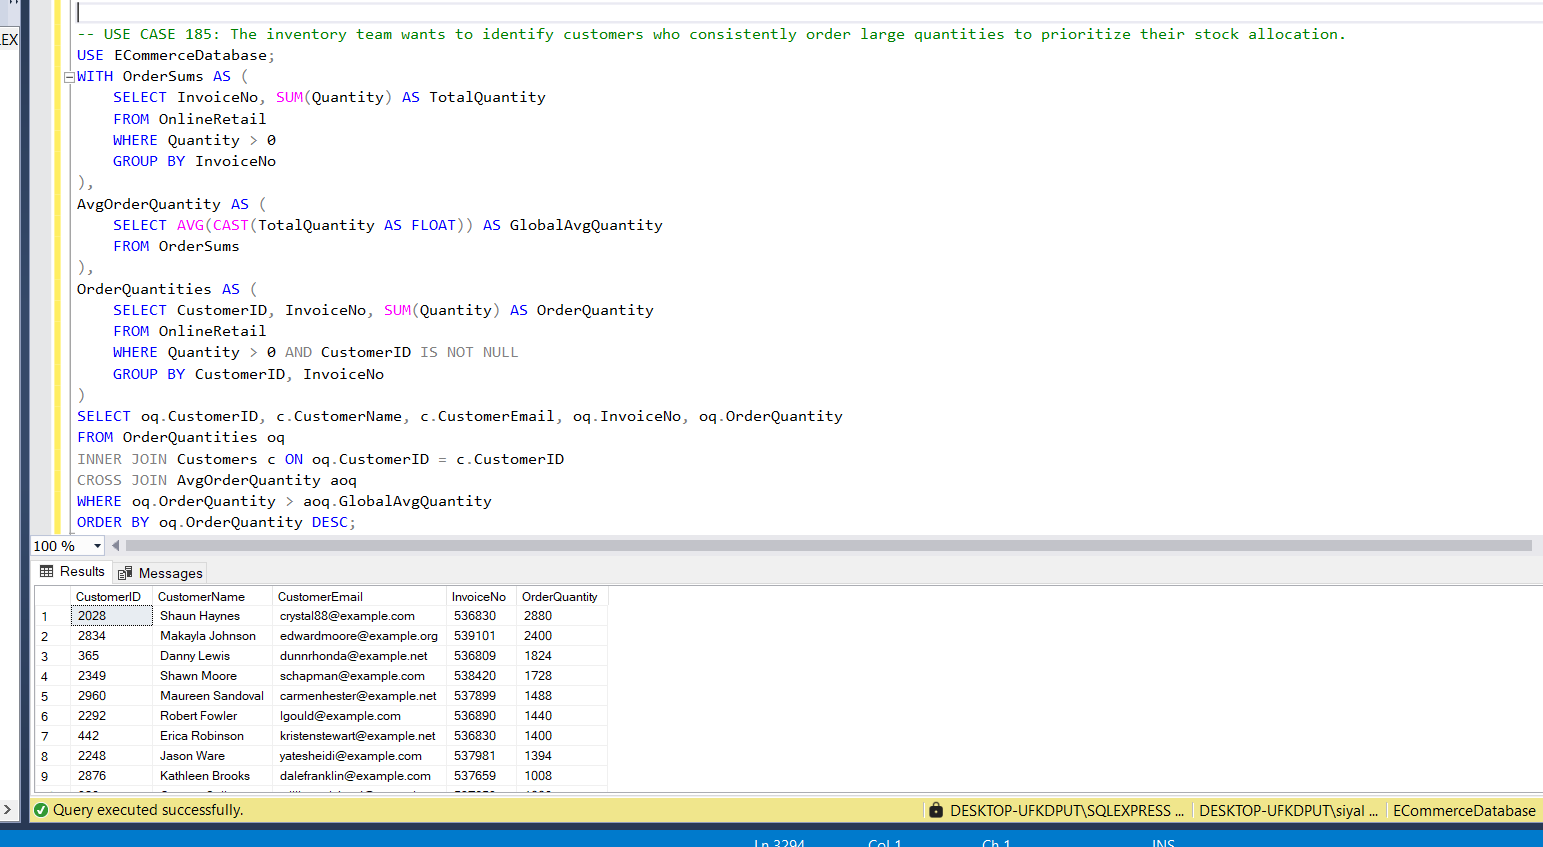 LEX
-- USE CASE 185: The inventory team wants to identify customers who consistently order large quantities to prioritize their stock allocation.
USE ECommerceDatabase;
WITH OrderSums AS (
SELECT InvoiceNo, SUM(Quantity) AS TotalQuantity
FROM OnlineRetail
WHERE Quantity > 0
GROUP BY InvoiceNo
),
AvgOrderQuantity AS (
SELECT AVG(CAST(TotalQuantity AS FLOAT)) AS GlobalAvgQuantity
FROM OrderSums
),
OrderQuantities AS (
SELECT CustomerID, InvoiceNo, SUM(Quantity) AS OrderQuantity
FROM OnlineRetail
WHERE Quantity > 0 AND CustomerID IS NOT NULL
GROUP BY CustomerID, InvoiceNo
)
SELECT oq.CustomerID, c.CustomerName, c.CustomerEmail, oq.InvoiceNo, oq.OrderQuantity
FROM OrderQuantities oq
INNER JOIN Customers c ON oq.CustomerID = c.CustomerID
CROSS JOIN AvgOrderQuantity aoq
WHERE oq.OrderQuantity > aoq.GlobalAvgQuantity
ORDER BY oq.OrderQuantity DESC;
100 %
Results Messages
CustomerID CustomerName CustomerEmail InvoiceNo OrderQuantity
1 2028 Shaun Haynes crystal88@example.com 536830 2880
2 2834 Makayla Johnson edwardmoore@example.org 539101 2400
3 365 Danny Lewis dunnrhonda@example.net 536809 1824
4 2349 Shawn Moore schapman@example.com 538420 1728
5 2960 Maureen Sandoval carmenhester@example.net 537899 1488
6 2292 Robert Fowler lgould@example.com 536890 1440
7 442 Erica Robinson kristenstewart@example.net 536830 1400
8 2248 Jason Ware yatesheidi@example.com 537981 1394
9 2876 Kathleen Brooks dalefranklin@example.com 537659 1008
Query executed successfully. DESKTOP-UFKDPUT\SQLEXPRESS ... DESKTOP-UFKDPUT\siyal ... ECommerceDatabase
Ln 3294 Col 1 Ch 1 INS